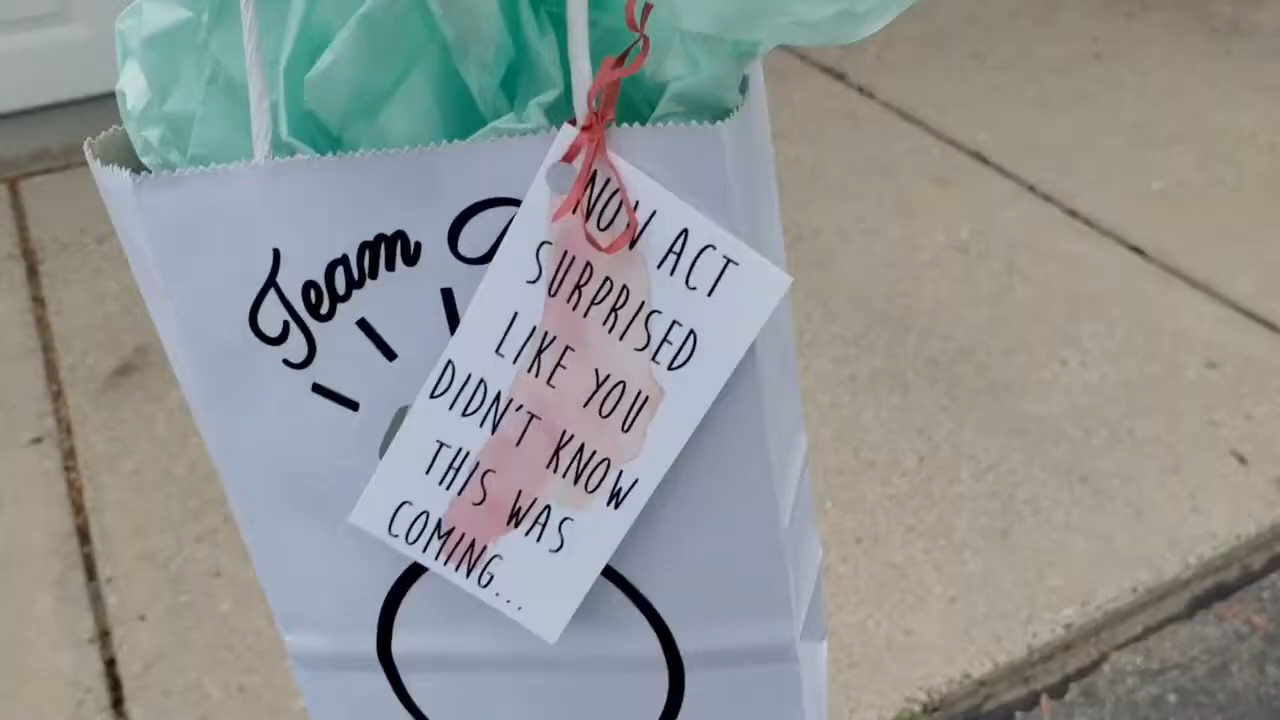 Team
NOW ACT
SURPRISED
LIKE YOU
DIDN'T KNOW
THIS WAS
COMING...